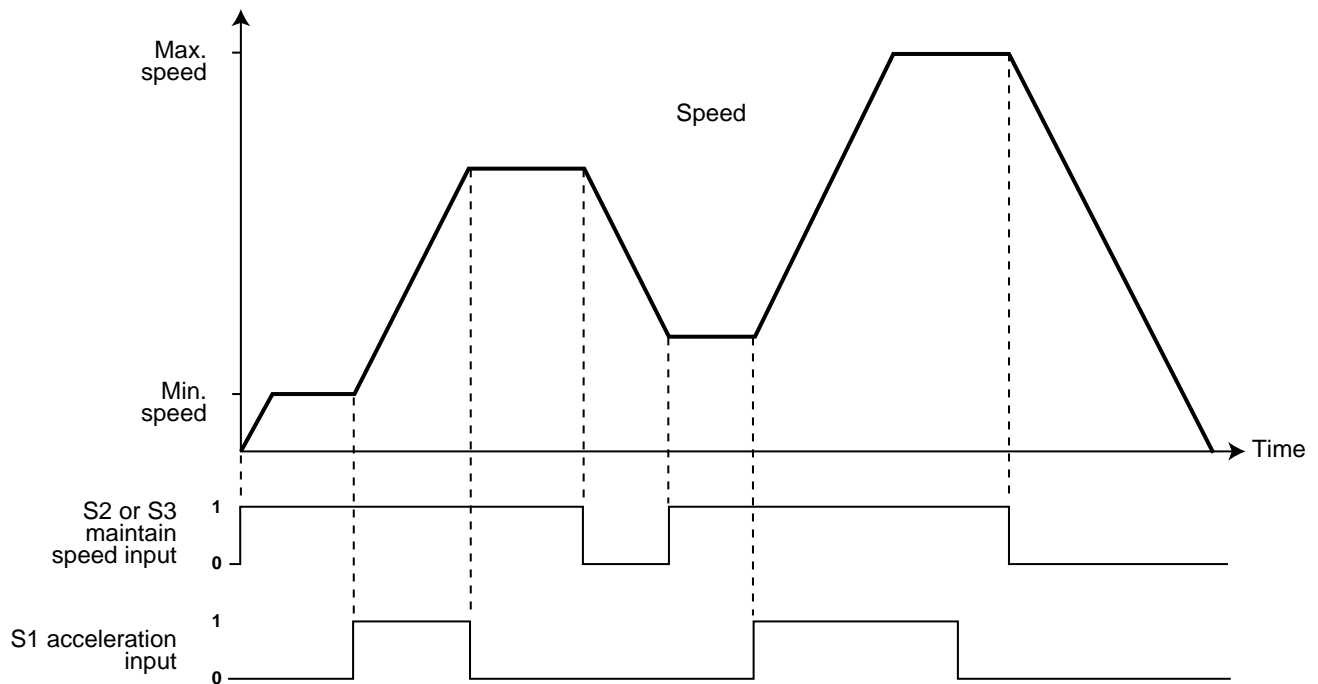 Max.
speed
Speed
Min.
speed
Time
S2 or S3
maintain
speed input
1
0
S1 acceleration
input
1
0